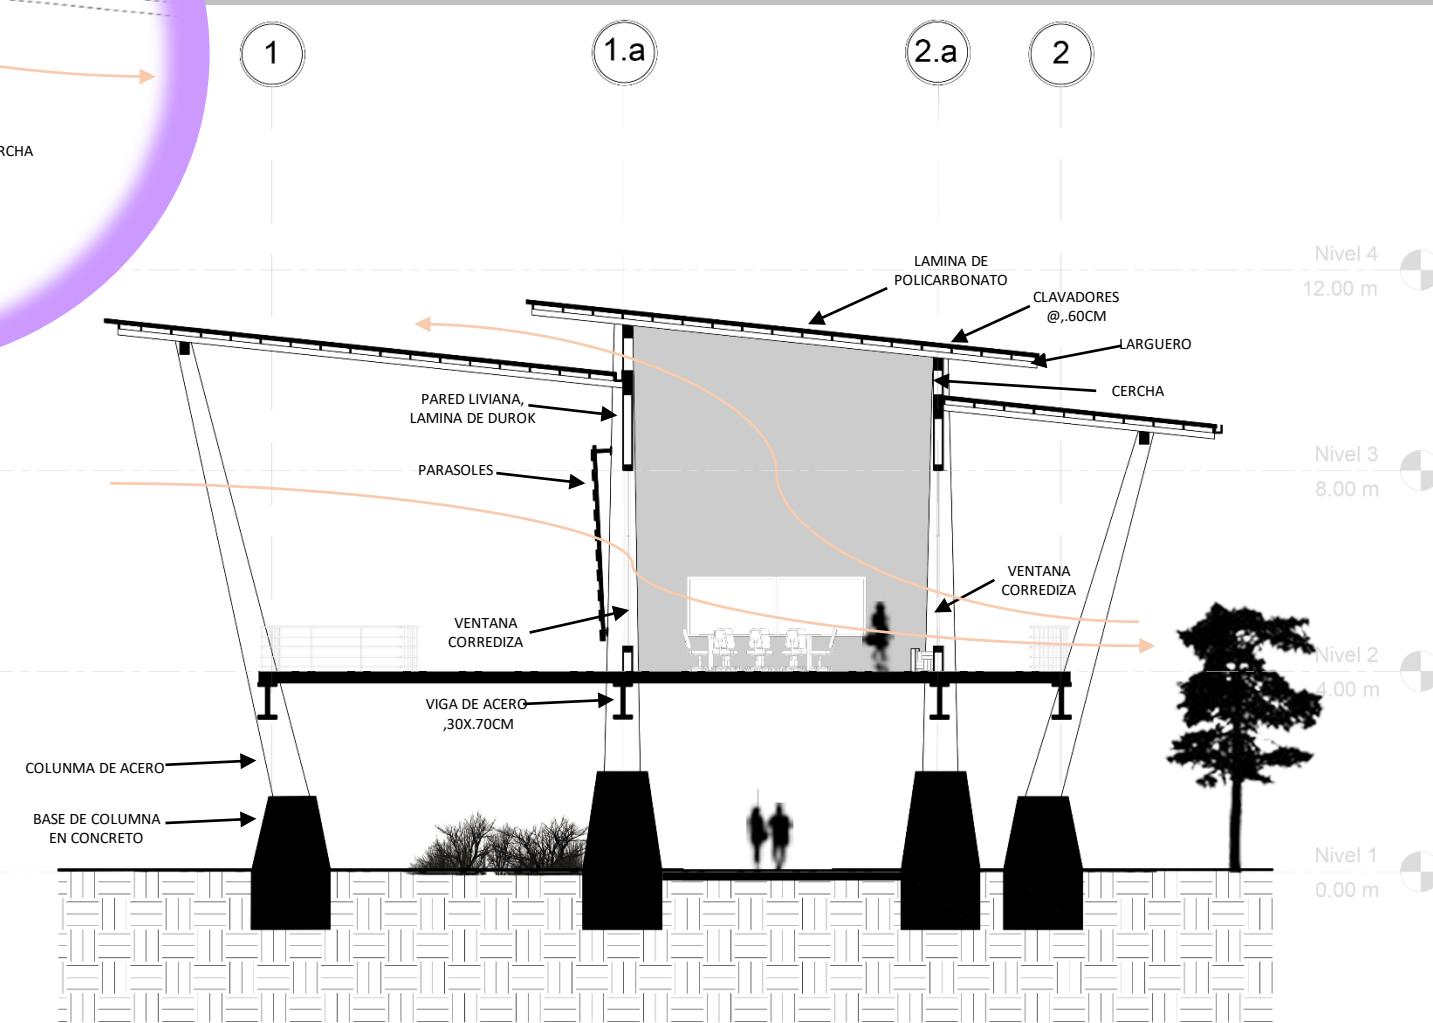 1
1.a
2.a
2
RCHA
Nivel 4
12.00 m
LAMINA DE
POLICARBONATO
CLAVADORES
@,.60CM
LARGUERO
CERCHA
PARED LIVIANA,
LAMINA DE DUROK
PARASOLES
Nivel 3
8.00 m
VENTANA
CORREDIZA
VENTANA
CORREDIZA
Nivel 2
4.00 m
VIGA DE ACERO
,30X.70CM
COLUNMA DE ACERO
BASE DE COLUMNA
EN CONCRETO
Nivel 1
0.00 m